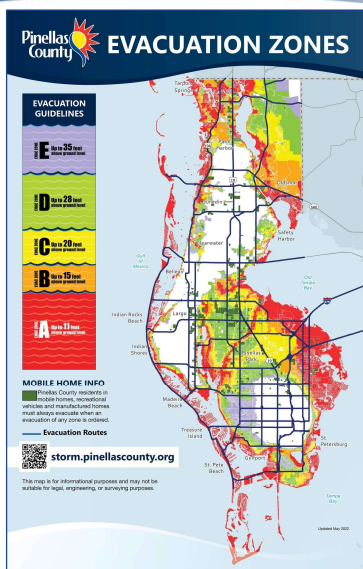 Pinellas
County
EVACUATION ZONES
EVACUATION
GUIDELINES
EVAC ZONE
E
Up to 35 feet
above ground level
EVAC ZONE
D
Up to 28 feet
above ground level
EVAC ZONE
C
Up to 20 feet
above ground level
EVAC ZONE
B
Up to 15 feet
above ground level
EVAC ZONE
A
Up to 11 feet
above ground level
MOBILE HOME INFO
Pinellas County residents in
mobile homes, recreational
vehicles and manufactured homes
must always evacuate when an
evacuation of any zone is ordered.
Evacuation Routes
storm.pinellascounty.org
This map is for informational purposes and may not be
suitable for legal, engineering, or surveying purposes.
Tarpon
Springs
Oldsmar
Safety
Harbor
Clearwater
Gulf
of
Mexico
Belleair
Old
Tampa
Bay
Largo
Indian Rocks
Beach
Indian
Shores
Pinellas
Park
Madeira
Beach
Treasure
Island
St.
Petersburg
Gulfport
St. Pete
Beach
Tampa
Bay
Updated May 2022